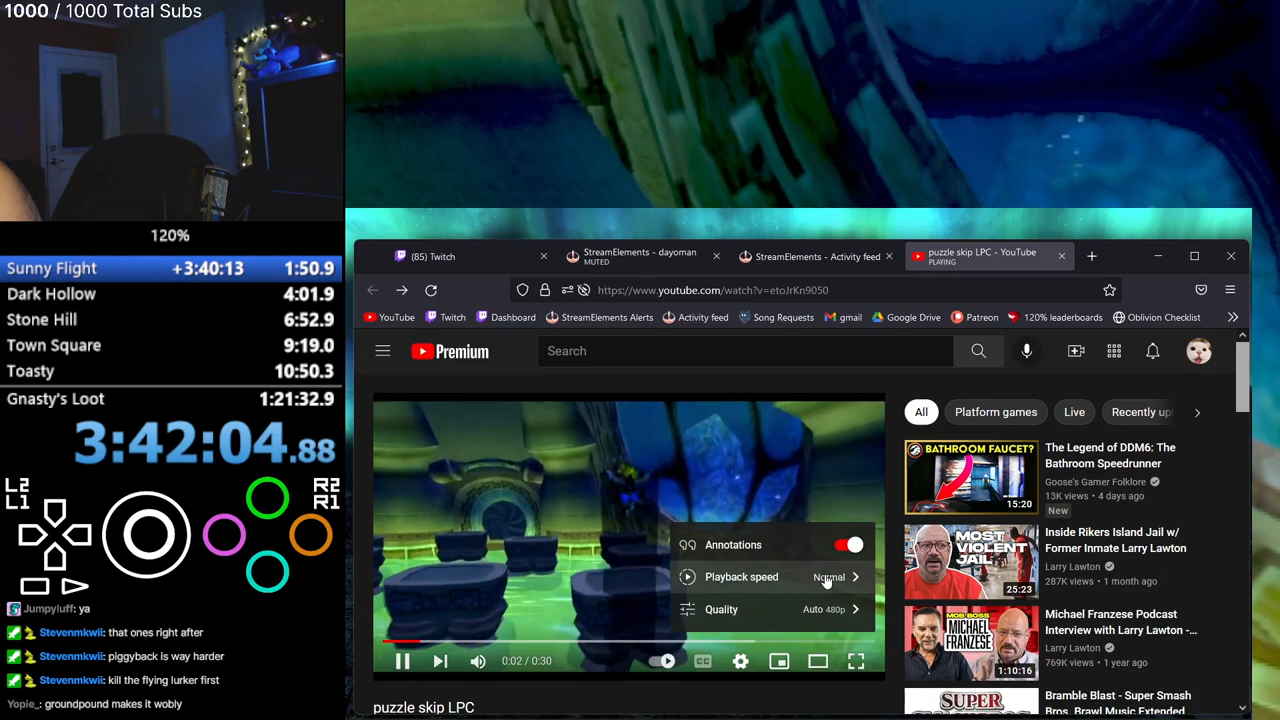 1000 / 1000 Total Subs
120%
Sunny Flight +3:40:13 1:50.9
Dark Hollow 4:01.9
Stone Hill 6:52.9
Town Square 9:19.0
Toasty 10:50.3
Gnasty's Loot 1:21:32.9
3:42:04.88
L2 R2
L1 R1
Jumpyluff: ya
Stevenmkwii: that ones right after
Stevenmkwii: piggyback is way harder
Stevenmkwii: kill the flying lurker first
Yopie_: groundpound makes it wobly
(85) Twitch
StreamElements - dayoman
MUTED
StreamElements - Activity feed
puzzle skip LPC - YouTube
PLAYING
https://www.youtube.com/watch?v=etoJrKn9050
YouTube Twitch Dashboard StreamElements Alerts Activity feed Song Requests gmail Google Drive Patreon 120% leaderboards Oblivion Checklist
Premium
Search
Annotations
Playback speed Normal
Quality Auto 480p
0:02 / 0:30
CC
puzzle skip LPC
All Platform games Live Recently upl
BATHROOM FAUCET?
15:20
The Legend of DDM6: The
Bathroom Speedrunner
Goose's Gamer Folklore
13K views • 4 days ago
New
MOST
VIOLENT
JAIL
25:23
Inside Rikers Island Jail w/
Former Inmate Larry Lawton
Larry Lawton
287K views • 1 month ago
MOB BOSS
MICHAEL
FRANZESE
1:10:16
Michael Franzese Podcast
Interview with Larry Lawton -...
Larry Lawton
769K views • 1 year ago
SUPER
Bramble Blast - Super Smash
Bros. Brawl Music Extended